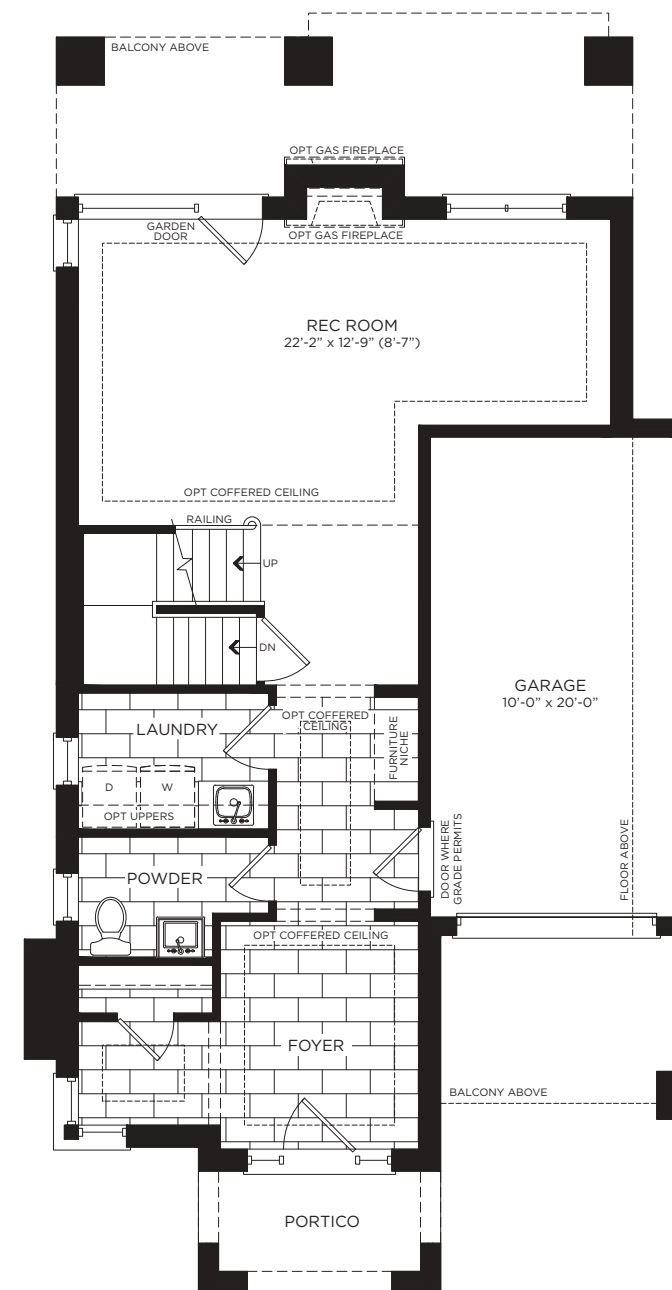 BALCONY ABOVE
OPT GAS FIREPLACE
GARDEN
DOOR
OPT GAS FIREPLACE
REC ROOM
22’-2” x 12’-9” (8’-7”)
OPT COFFERED CEILING
RAILING
UP
DN
GARAGE
10’-0” x 20’-0”
LAUNDRY
OPT COFFERED
CEILING
FURNITURE
NICHE
D
W
OPT UPPERS
DOOR WHERE
GRADE PERMITS
FLOOR ABOVE
POWDER
OPT COFFERED CEILING
FOYER
BALCONY ABOVE
PORTICO